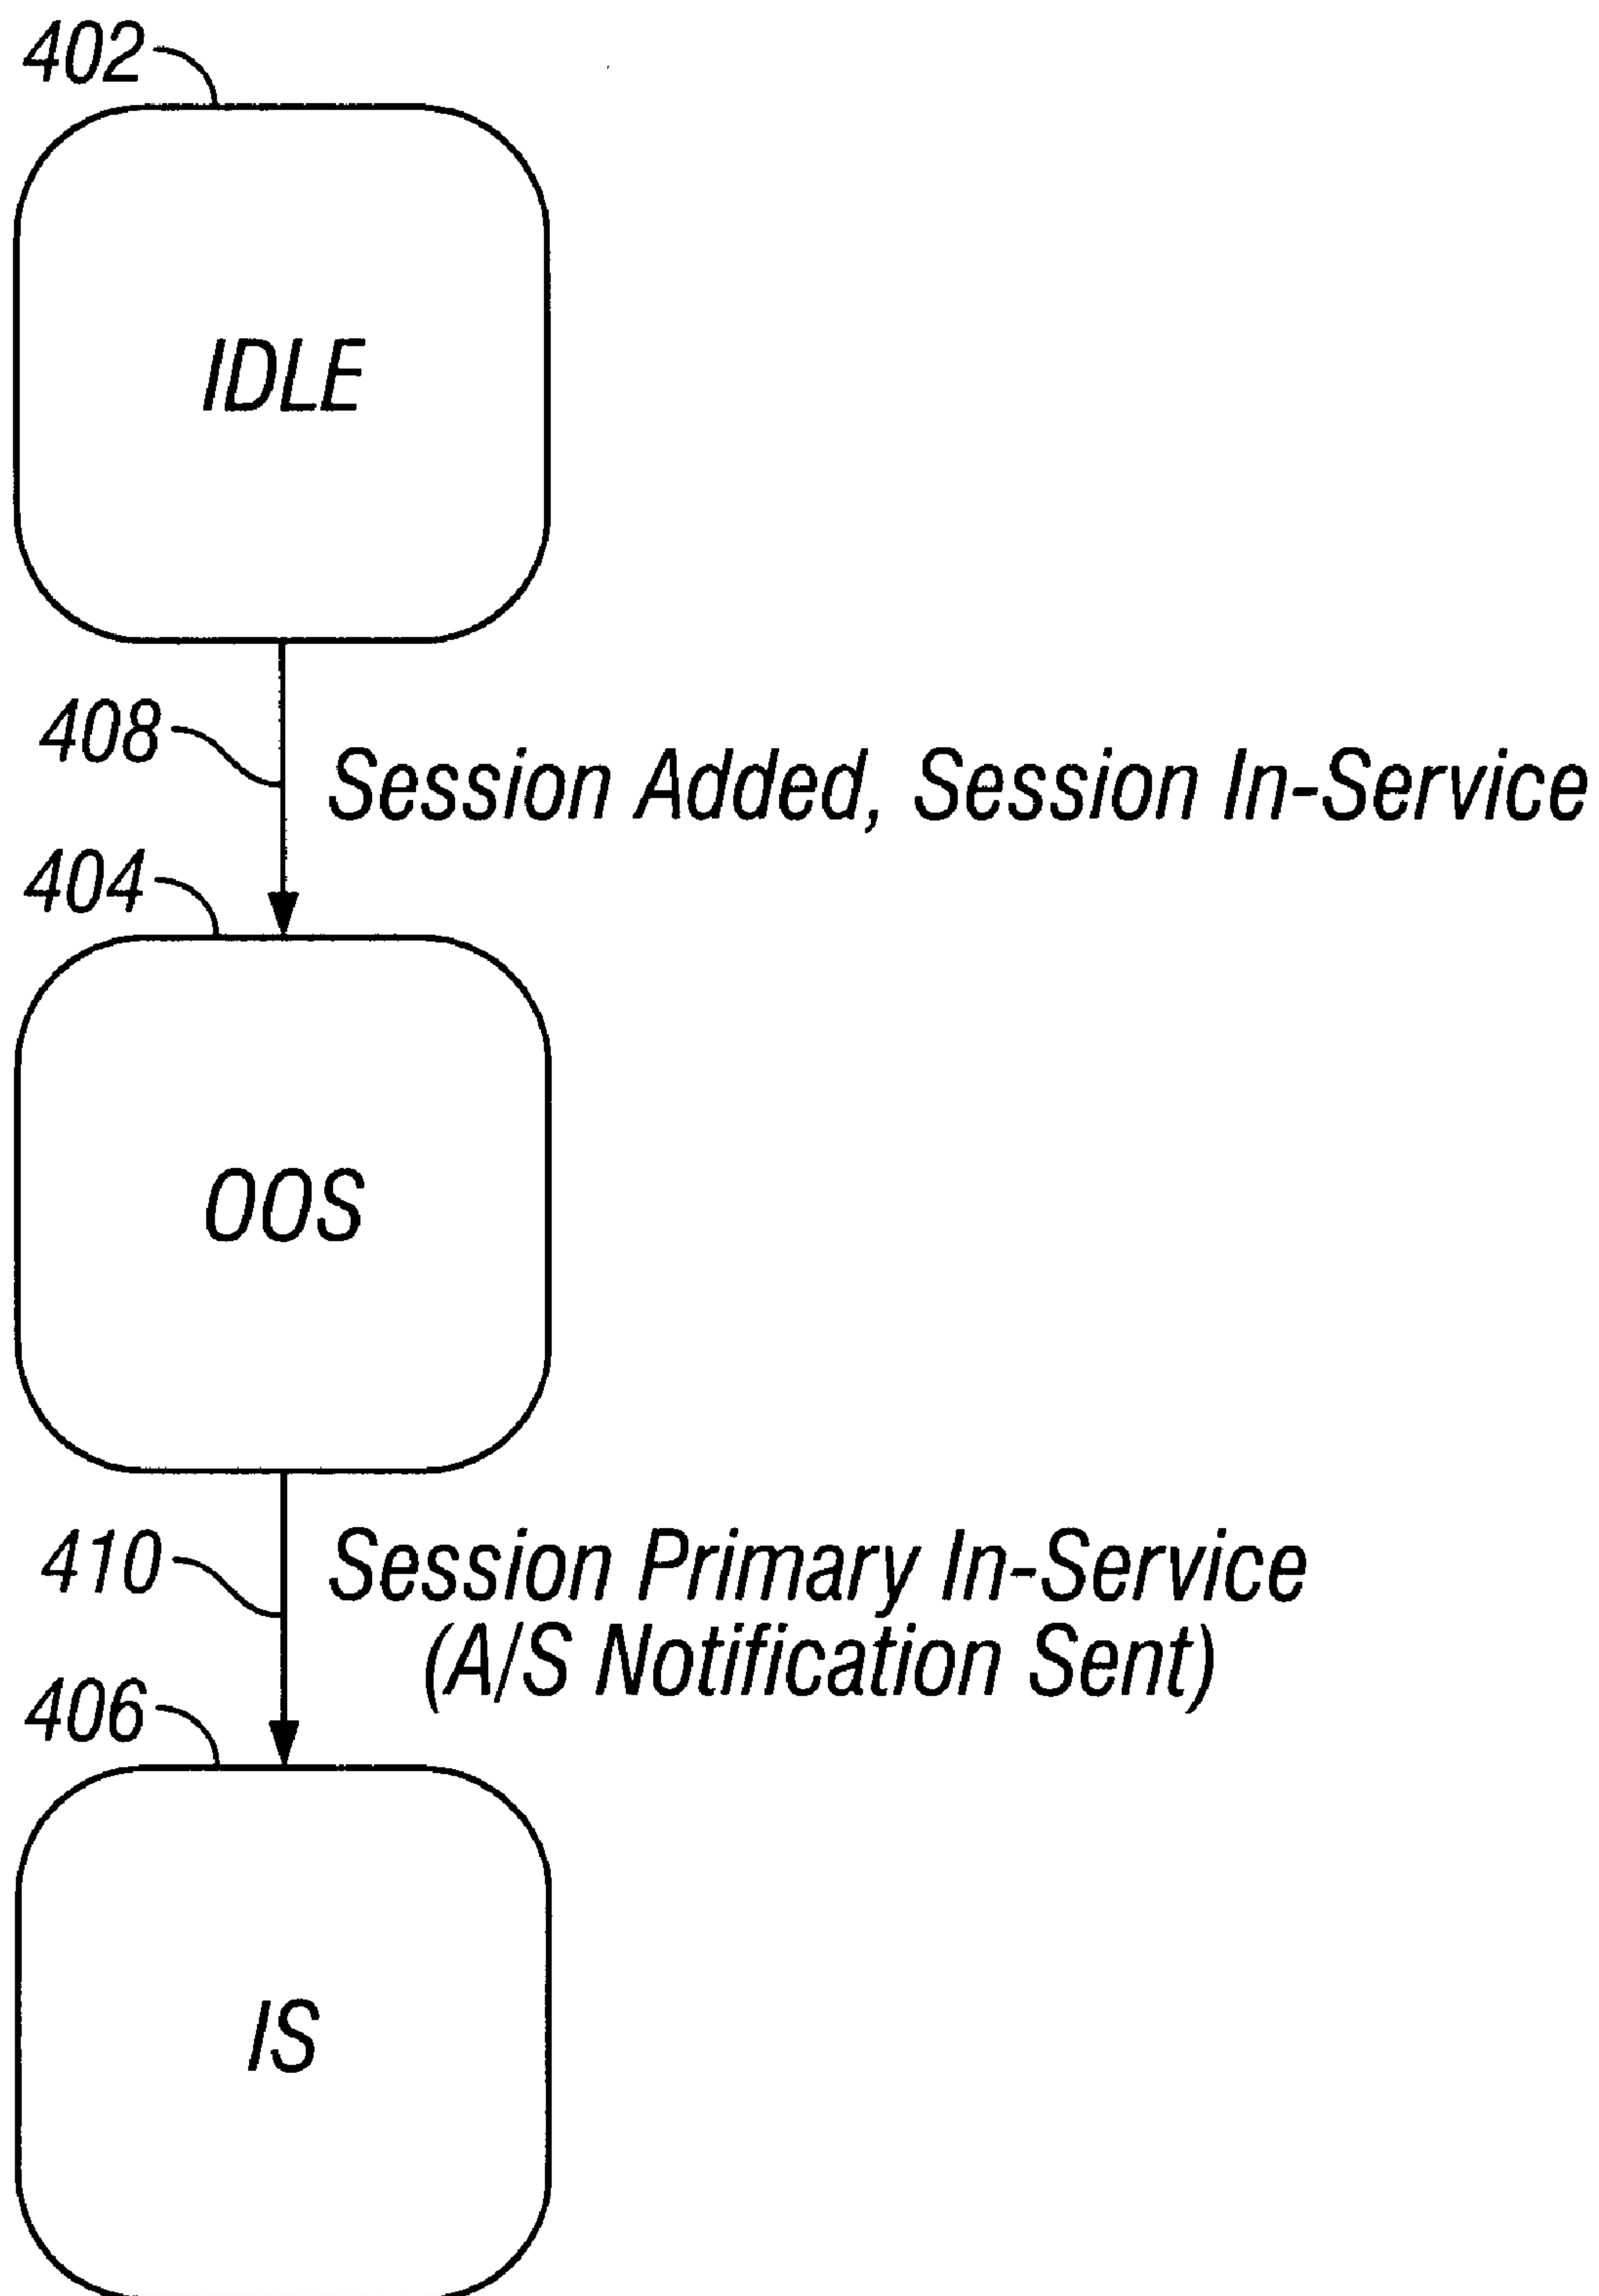 402
IDLE
408
Session Added, Session In-Service
404
OOS
410
Session Primary In-Service
(A/S Notification Sent)
406
IS